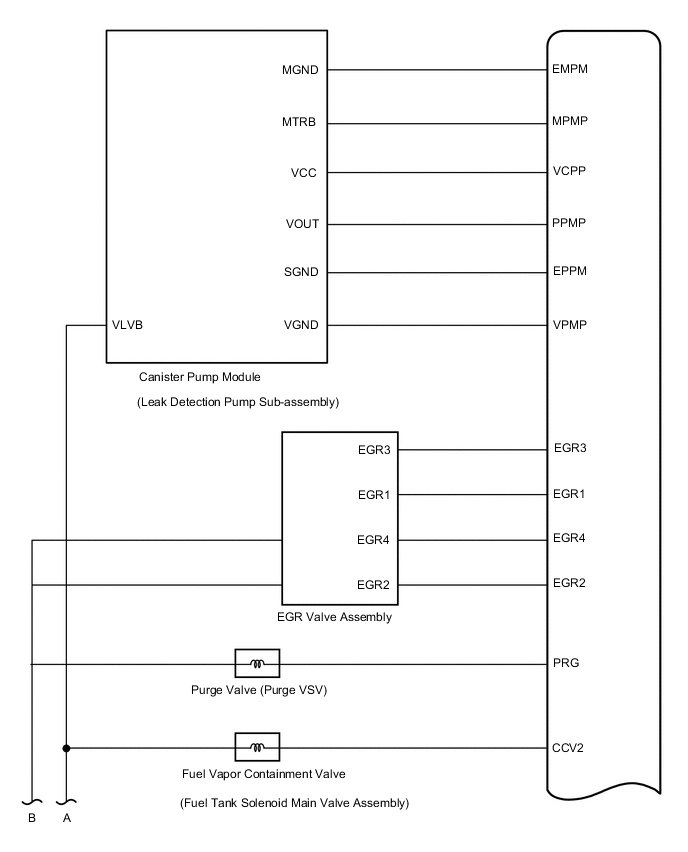 MGND EMPM
MTRB MPMP
VCC VCPP
VOUT PPMP
SGND EPPM
VLVB VGND VPMP
Canister Pump Module
(Leak Detection Pump Sub-assembly)
EGR3 EGR3
EGR1 EGR1
EGR4 EGR4
EGR2 EGR2
EGR Valve Assembly
PRG
Purge Valve (Purge VSV)
CCV2
Fuel Vapor Containment Valve
(Fuel Tank Solenoid Main Valve Assembly)
B A